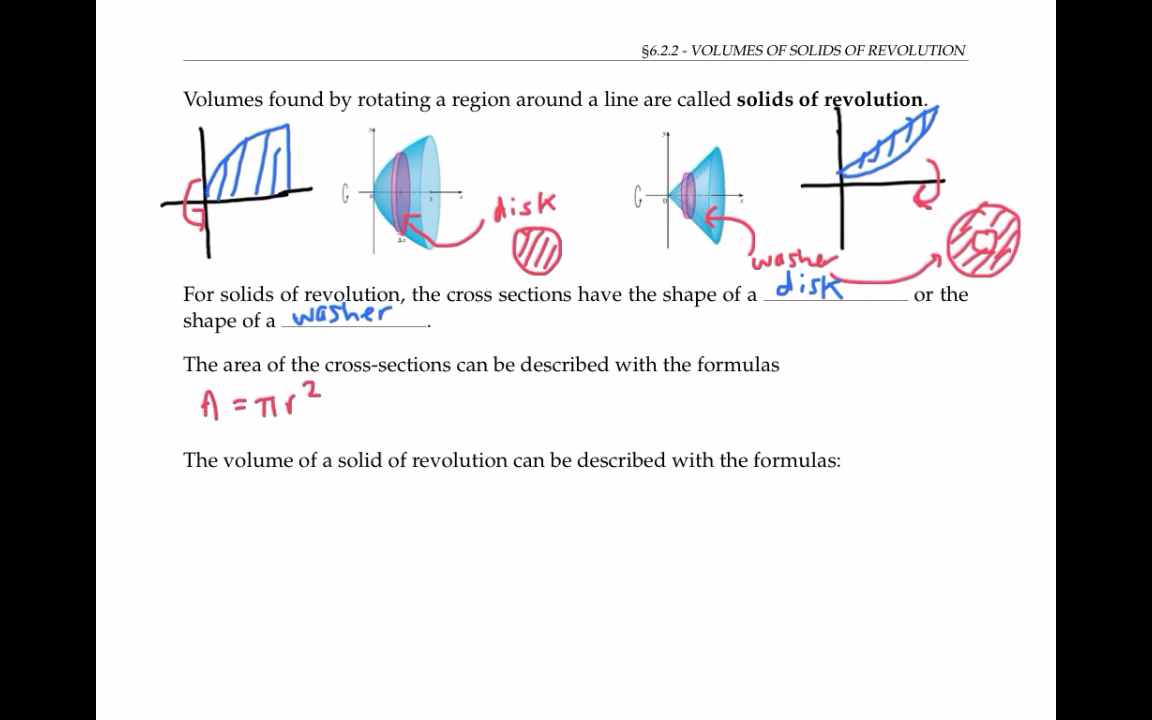 §6.2.2 - VOLUMES OF SOLIDS OF REVOLUTION
Volumes found by rotating a region around a line are called solids of revolution.
disk
washer
For solids of revolution, the cross sections have the shape of a disk or the
shape of a washer.
The area of the cross-sections can be described with the formulas
A = πr²
The volume of a solid of revolution can be described with the formulas: